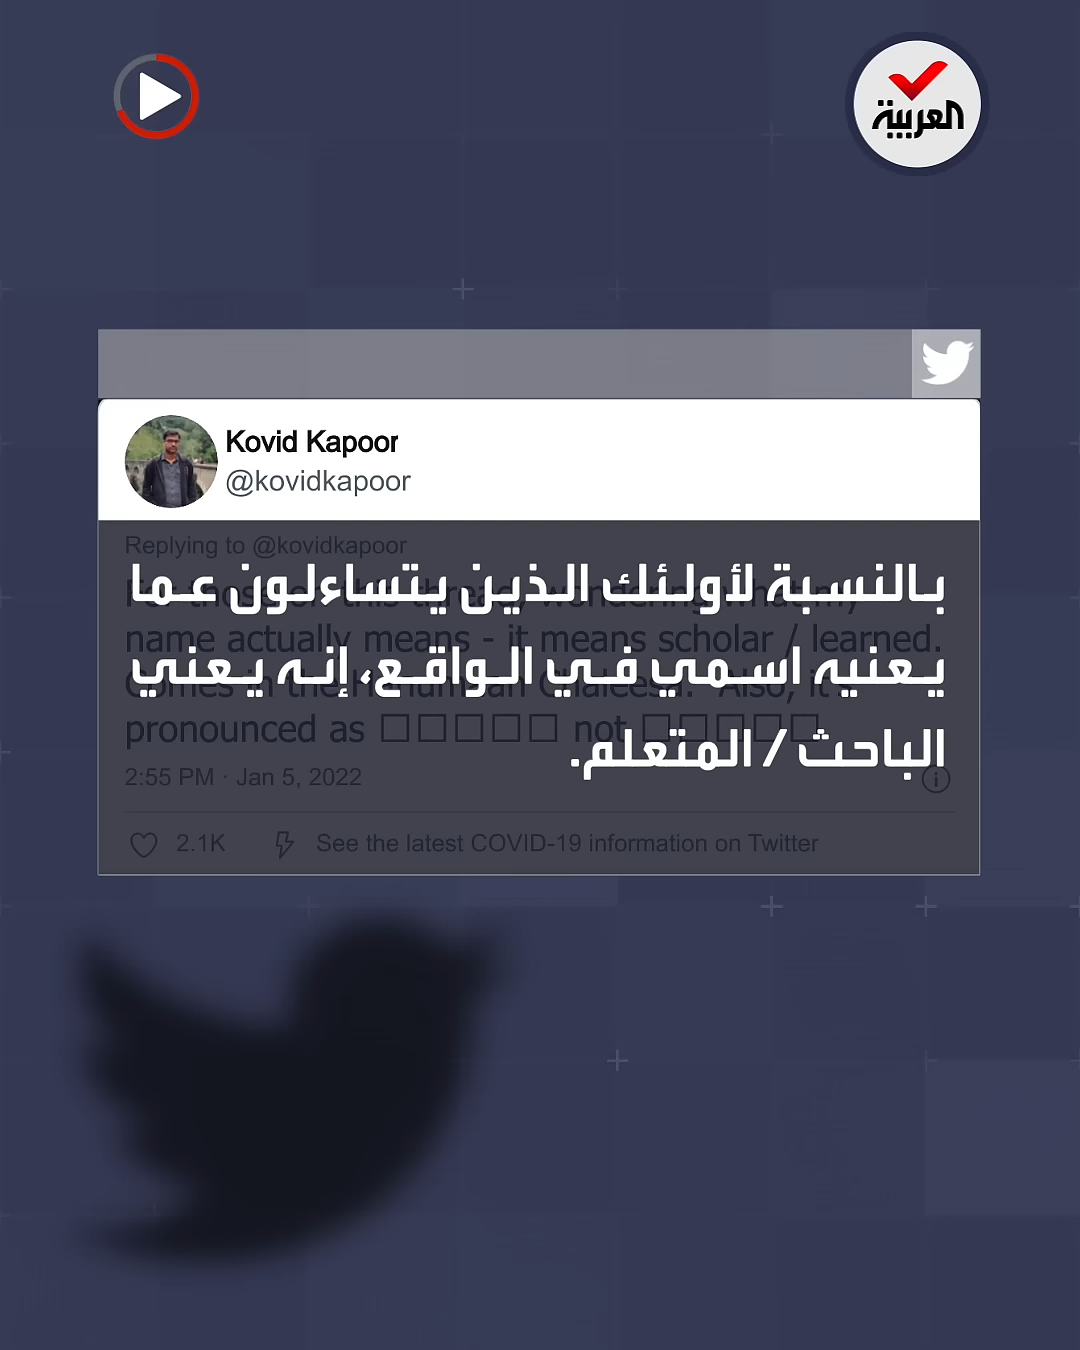 العربية
Kovid Kapoor
@kovidkapoor
Replying to @kovidkapoor
بالنسبة لأولئك الذين يتساءلون عما
يعنيه اسمي في الواقع، إنه يعني
الباحث / المتعلم.
name actually means - it means scholar / learned.
pronounced as □□□□□ not □□□□□
2:55 PM · Jan 5, 2022
2.1K
See the latest COVID-19 information on Twitter